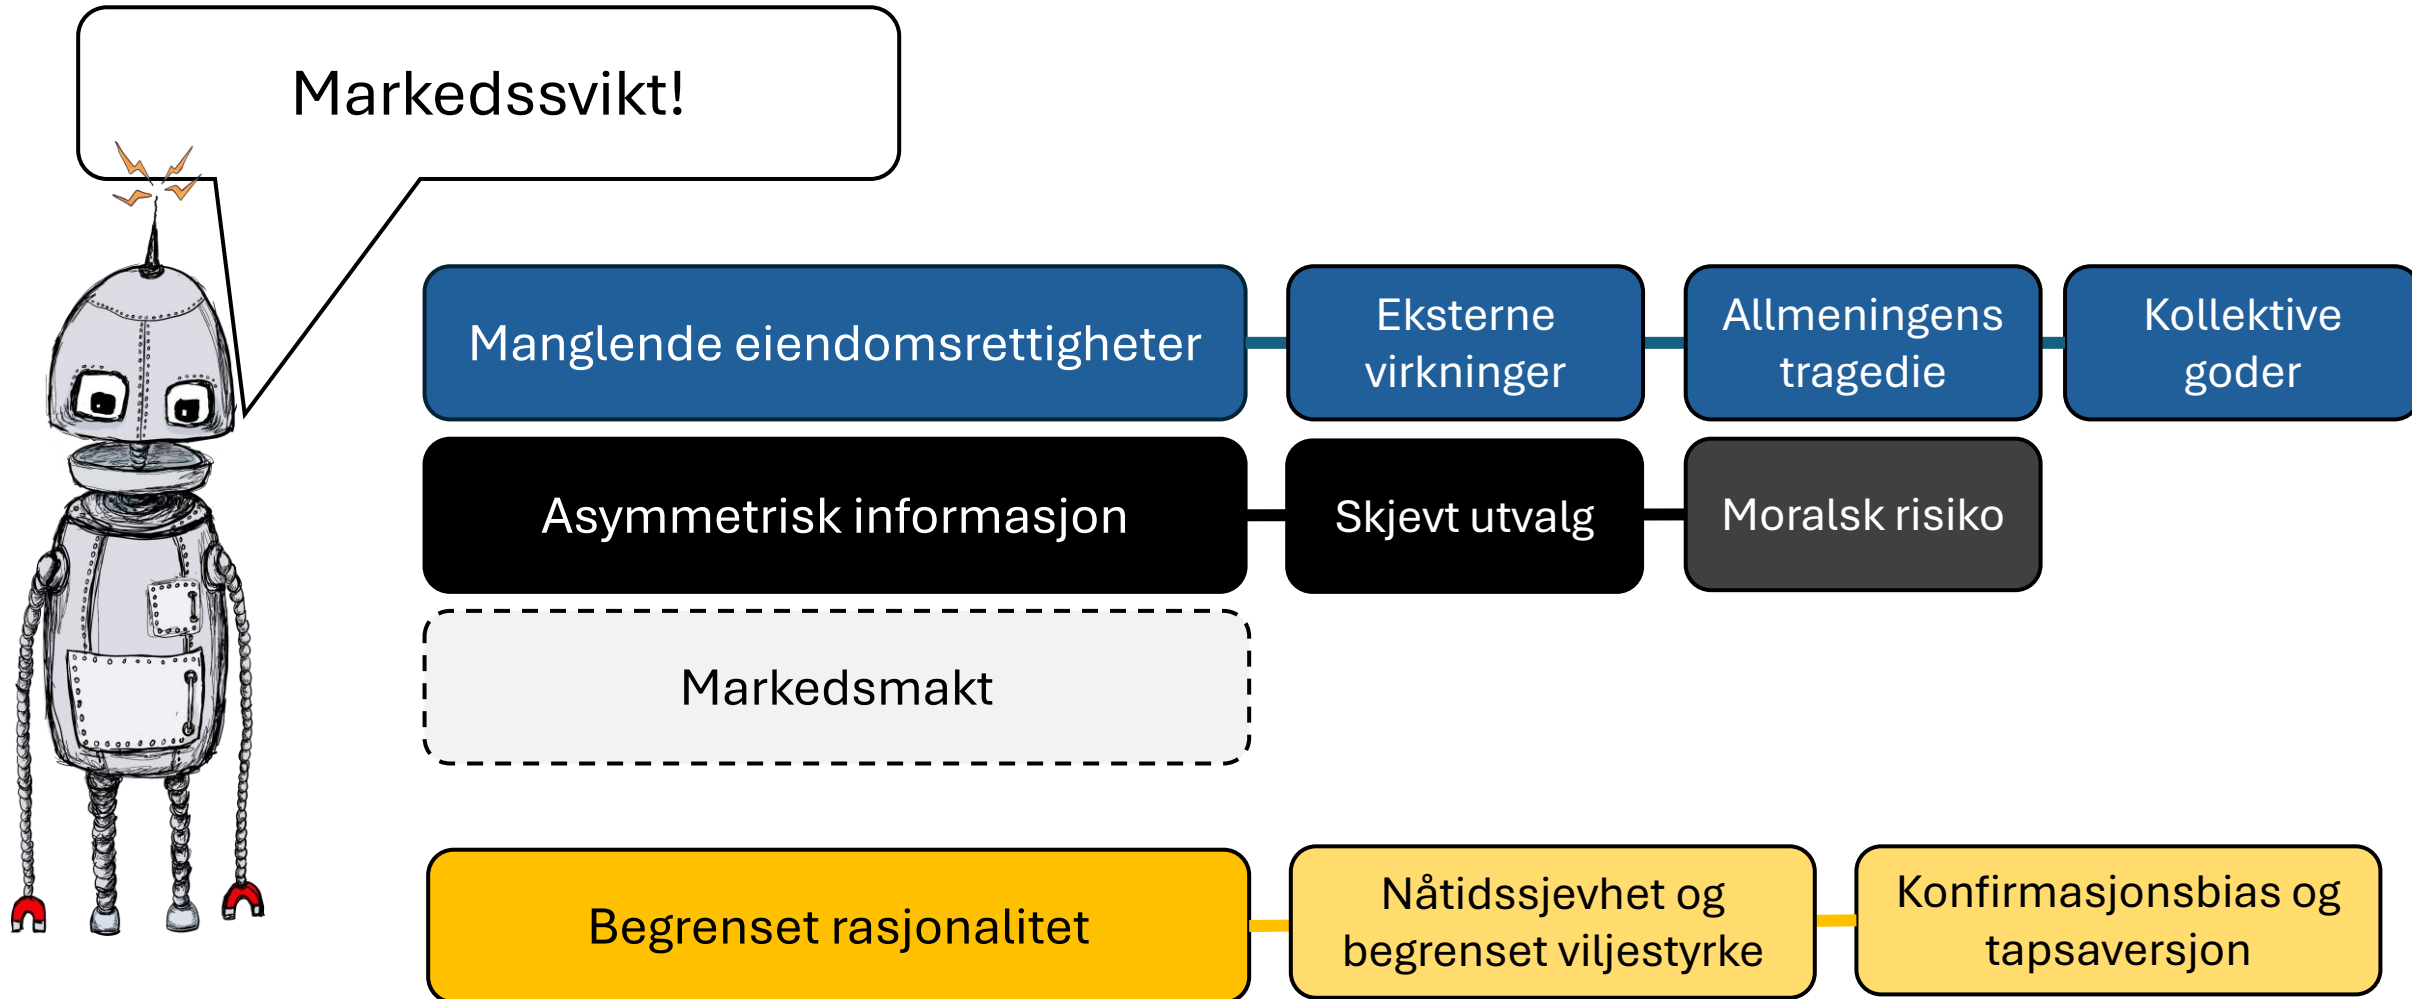 Markedssvikt!
Manglende eiendomsrettigheter
Eksterne
virkninger
Allmeningens
tragedie
Kollektive
goder
Asymmetrisk informasjon
Skjevt utvalg
Moralsk risiko
Markedsmakt
Begrenset rasjonalitet
Nåtidssjevhet og
begrenset viljestyrke
Konfirmasjonsbias og
tapsaversjon